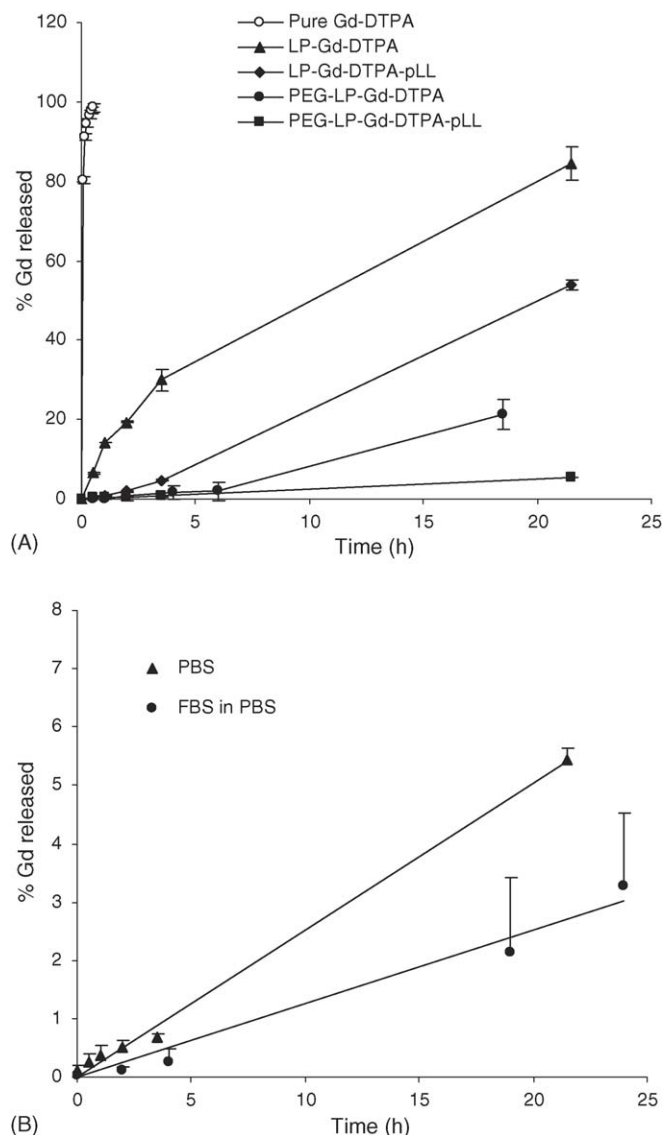 120
100
80
60
40
20
0
% Gd released
Pure Gd-DTPA
LP-Gd-DTPA
LP-Gd-DTPA-pLL
PEG-LP-Gd-DTPA
PEG-LP-Gd-DTPA-pLL
0 5 10 15 20 25
(A)
Time (h)
8
7
6
5
4
3
2
1
0
% Gd released
PBS
FBS in PBS
0 5 10 15 20 25
(B)
Time (h)